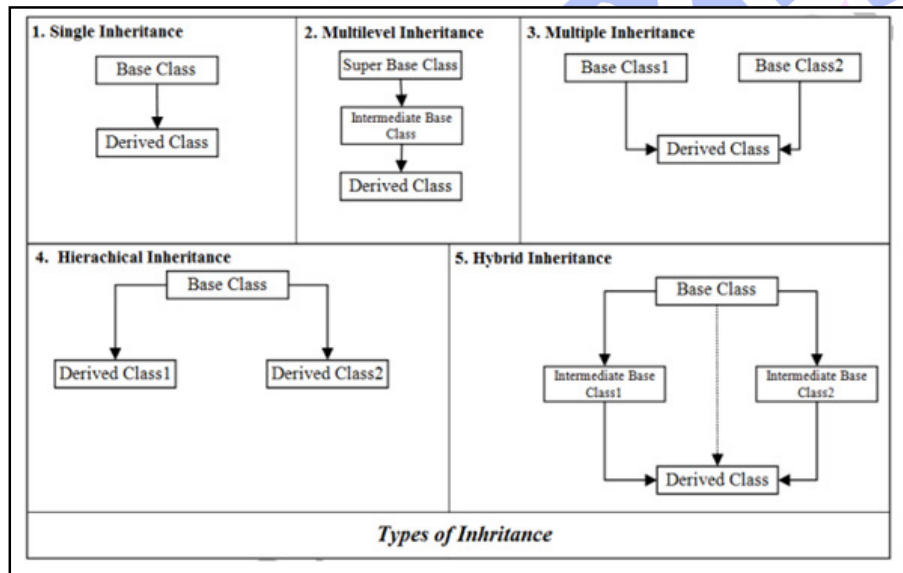 1. Single Inheritance
Base Class
Derived Class
2. Multilevel Inheritance
Super Base Class
Intermediate Base
Class
Derived Class
3. Multiple Inheritance
Base Class1
Base Class2
Derived Class
4. Hierachical Inheritance
Base Class
Derived Class1
Derived Class2
5. Hybrid Inheritance
Base Class
Intermediate Base
Class1
Intermediate Base
Class2
Derived Class
Types of Inhritance